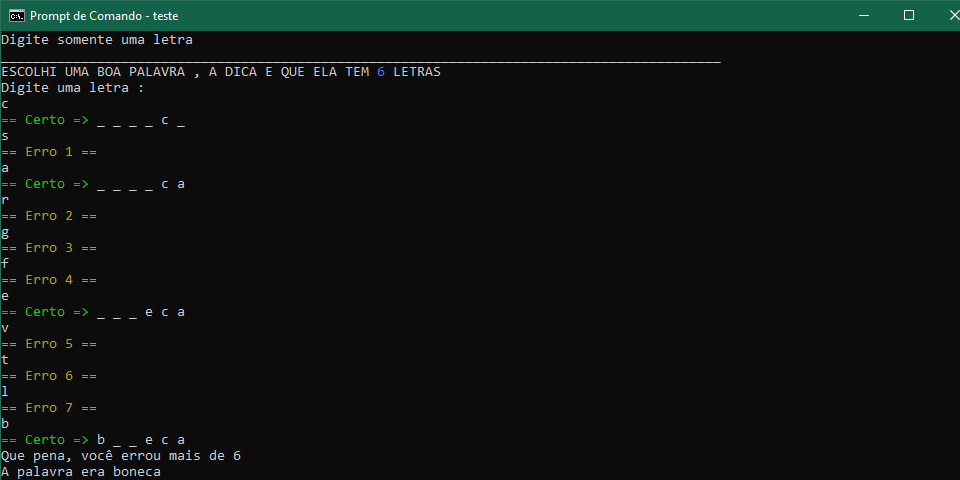 Prompt de Comando - teste
Digite somente uma letra
__________________________________________________________________________________________
ESCOLHI UMA BOA PALAVRA , A DICA E QUE ELA TEM 6 LETRAS
Digite uma letra :
c
== Certo => _ _ _ _ c _
s
== Erro 1 ==
a
== Certo => _ _ _ _ c a
r
== Erro 2 ==
g
== Erro 3 ==
f
== Erro 4 ==
e
== Certo => _ _ _ e c a
v
== Erro 5 ==
t
== Erro 6 ==
l
== Erro 7 ==
b
== Certo => b _ _ e c a
Que pena, você errou mais de 6
A palavra era boneca